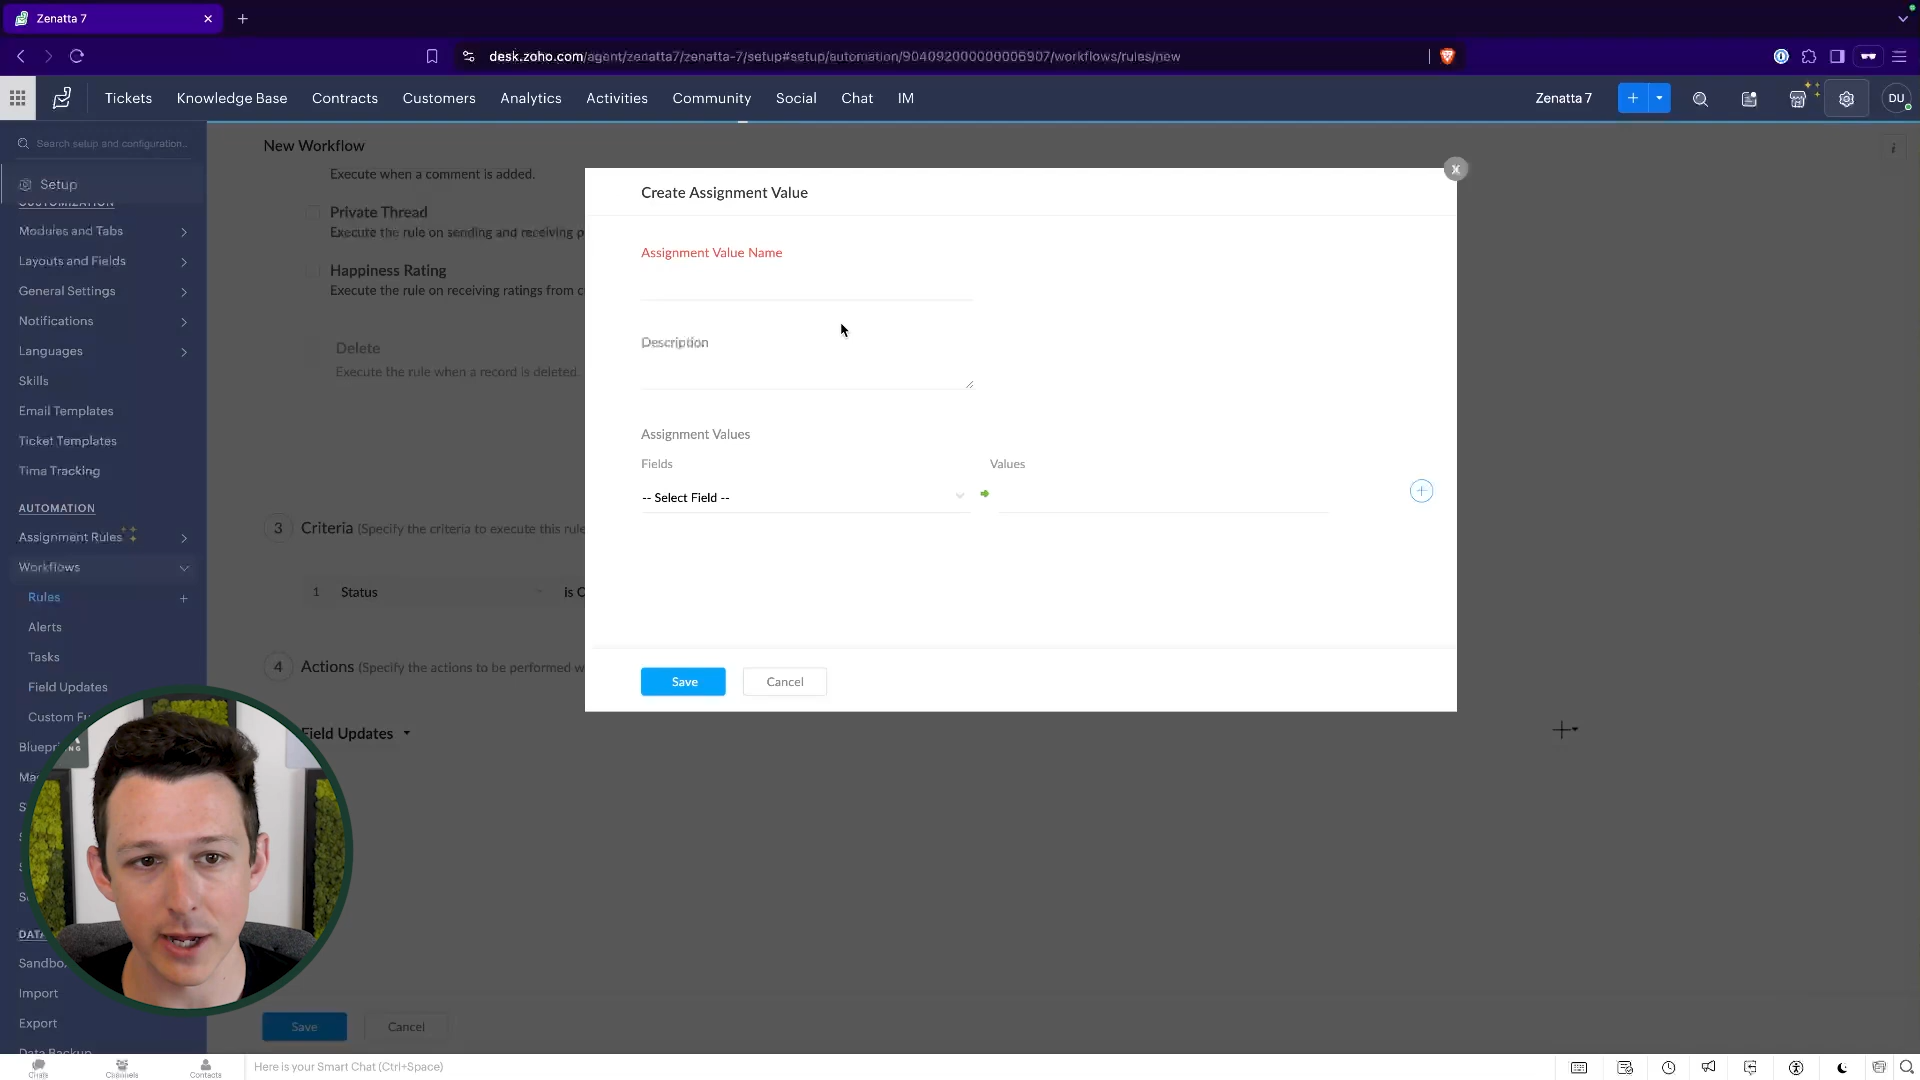 Zenatta 7
desk.zoho.com/agent/zenatta7/zenatta-7/setup#setup/automation/904092000000006907/workflows/rules/new
Tickets
Knowledge Base
Contracts
Customers
Analytics
Activities
Community
Social
Chat
IM
Zenatta 7
DU
Search setup and configuration...
Setup
CUSTOMIZATION
Modules and Tabs
Layouts and Fields
General Settings
Notifications
Languages
Skills
Email Templates
Ticket Templates
Time Tracking
AUTOMATION
Assignment Rules
Workflows
Rules
Alerts
Tasks
Field Updates
Custom Fu
Blueprin
Ma
DATA
Sandbo
Import
Export
Data Backup
New Workflow
Execute when a comment is added.
Private Thread
Execute the rule on sending and receiving p
Happiness Rating
Execute the rule on receiving ratings from c
Delete
Execute the rule when a record is deleted.
3 Criteria (Specify the criteria to execute this rule
1 Status is O
4 Actions (Specify the actions to be performed w
Field Updates
Save
Cancel
Create Assignment Value
x
Assignment Value Name
Description
Assignment Values
Fields
Values
-- Select Field --
Save
Cancel
Chats
Channels
Contacts
Here is your Smart Chat (Ctrl+Space)